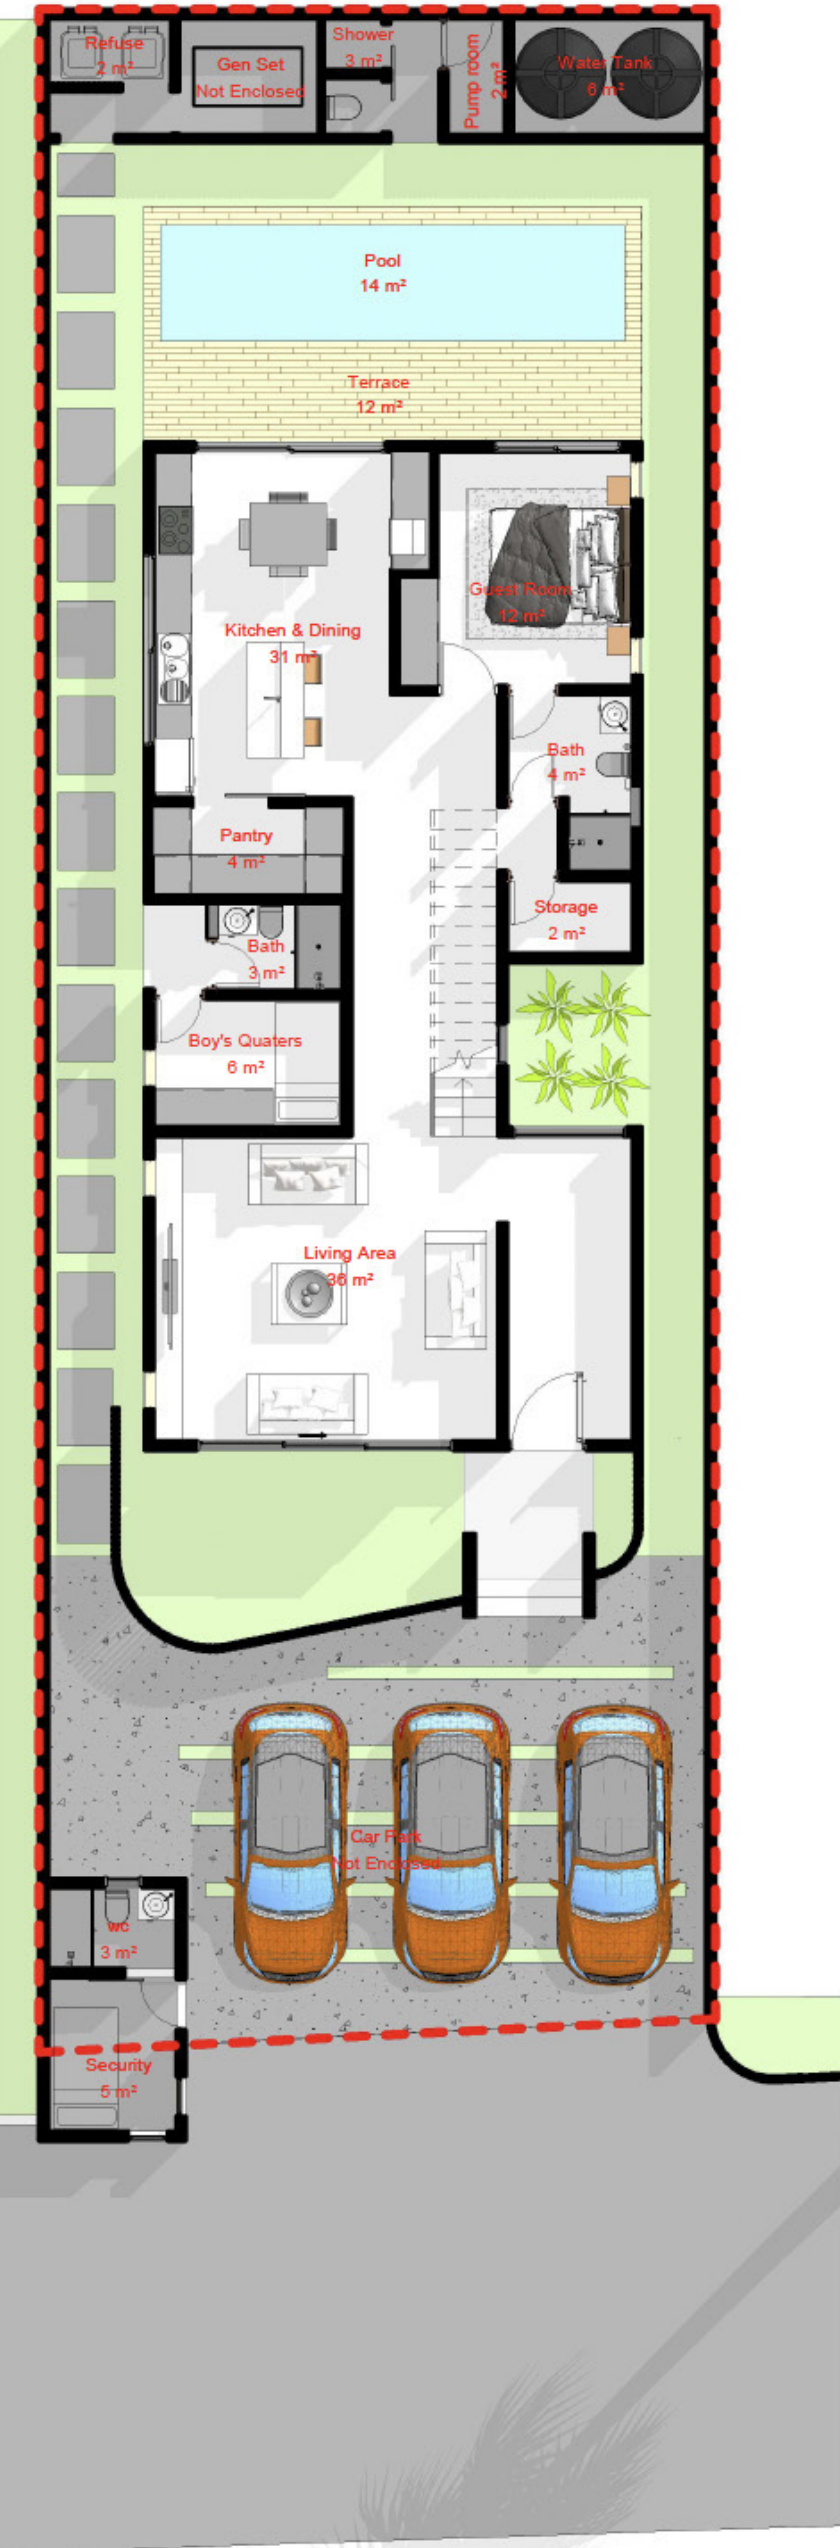 Refuse
2 m²
Gen Set
Not Enclosed
Shower
3 m²
Pump room
2 m²
Water Tank
6 m²
Pool
14 m²
Terrace
12 m²
Guest Room
12 m²
Kitchen & Dining
31 m²
Bath
4 m²
Pantry
4 m²
Storage
2 m²
Bath
3 m²
Boy's Quaters
6 m²
Living Area
36 m²
Car Park
Not Enclosed
wc
3 m²
Security
5 m²